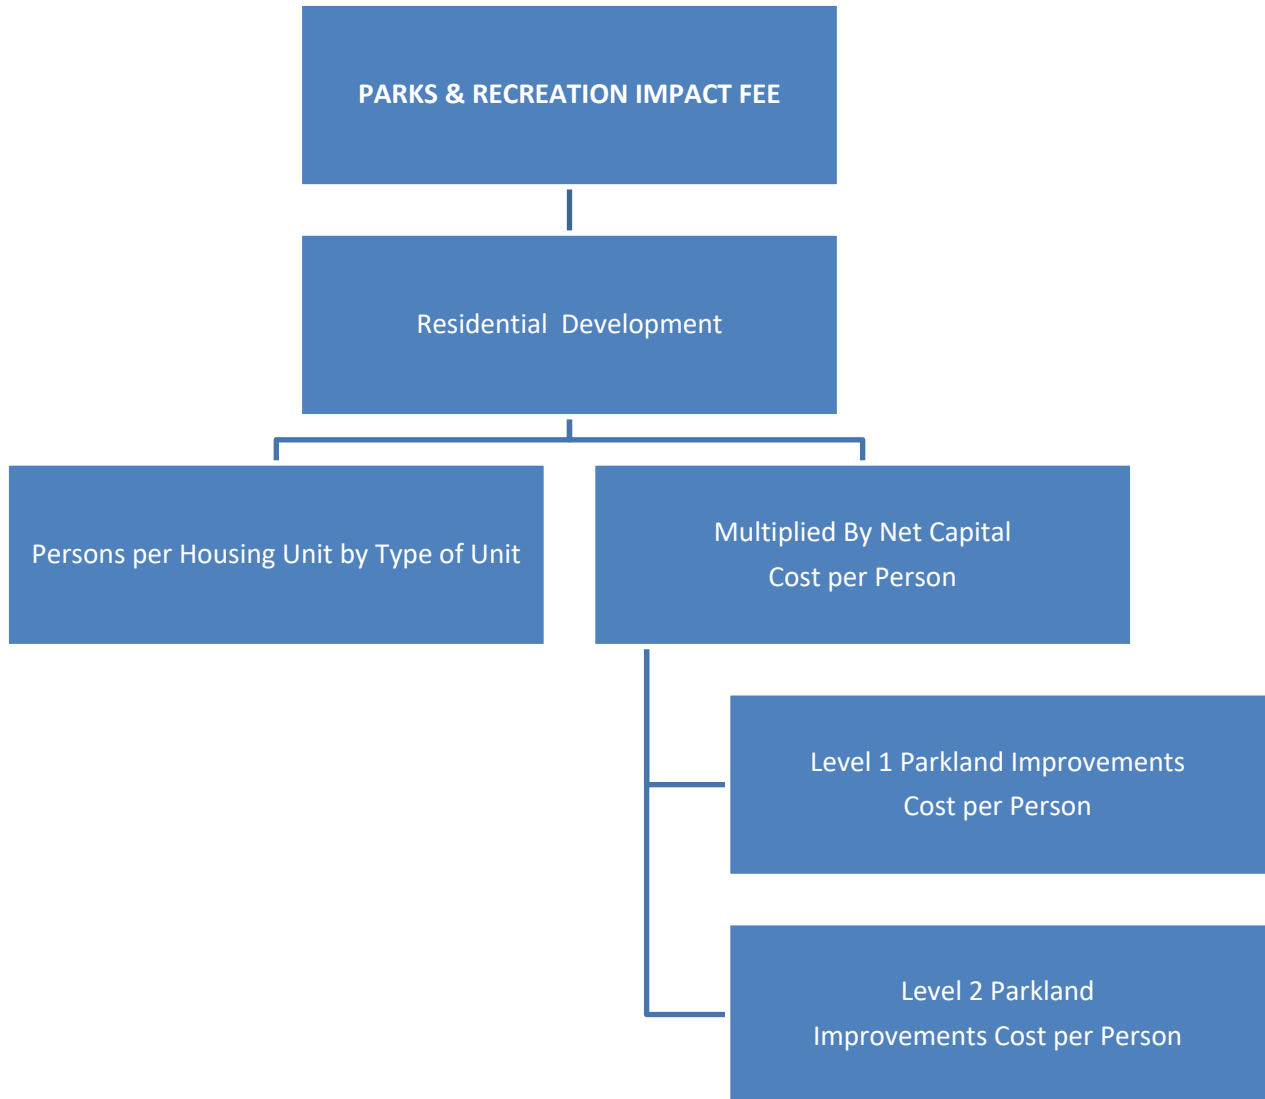 PARKS & RECREATION IMPACT FEE
Residential Development
Persons per Housing Unit by Type of Unit
Multiplied By Net Capital
Cost per Person
Level 1 Parkland Improvements
Cost per Person
Level 2 Parkland
Improvements Cost per Person